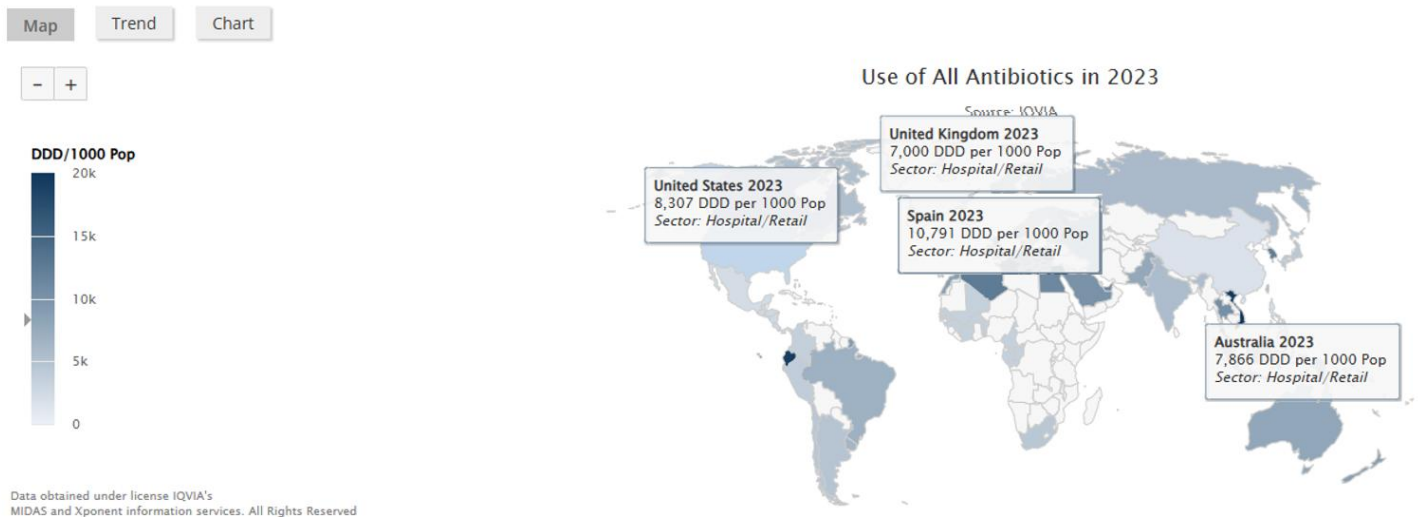 Map
Trend
Chart
-
+
Use of All Antibiotics in 2023
Source: IQVIA
DDD/1000 Pop
20k
15k
10k
5k
0
United Kingdom 2023
7,000 DDD per 1000 Pop
Sector: Hospital/Retail
United States 2023
8,307 DDD per 1000 Pop
Sector: Hospital/Retail
Spain 2023
10,791 DDD per 1000 Pop
Sector: Hospital/Retail
Australia 2023
7,866 DDD per 1000 Pop
Sector: Hospital/Retail
Data obtained under license IQVIA's
MIDAS and Xponent information services. All Rights Reserved